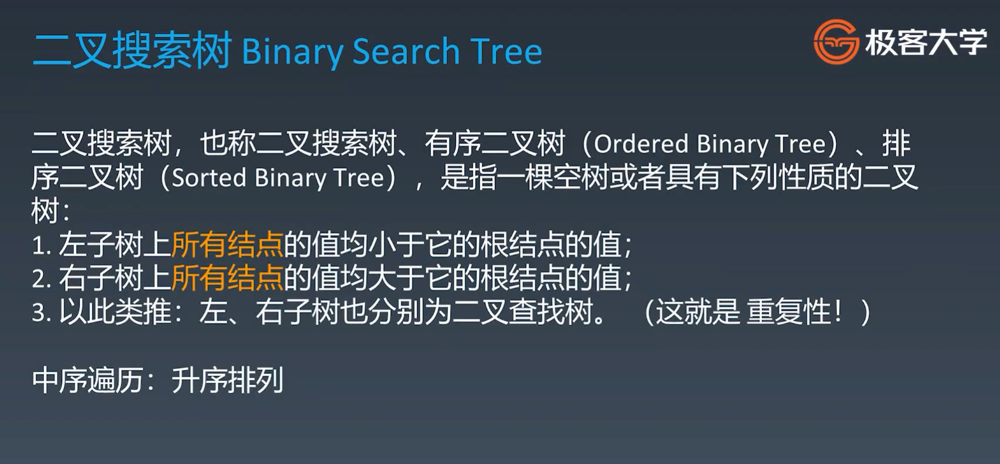 二叉搜索树 Binary Search Tree
极客大学
二叉搜索树，也称二叉搜索树、有序二叉树（Ordered Binary Tree）、排
序二叉树（Sorted Binary Tree），是指一棵空树或者具有下列性质的二叉
树：
1. 左子树上所有结点的值均小于它的根结点的值；
2. 右子树上所有结点的值均大于它的根结点的值；
3. 以此类推：左、右子树也分别为二叉查找树。 （这就是 重复性！）
中序遍历：升序排列